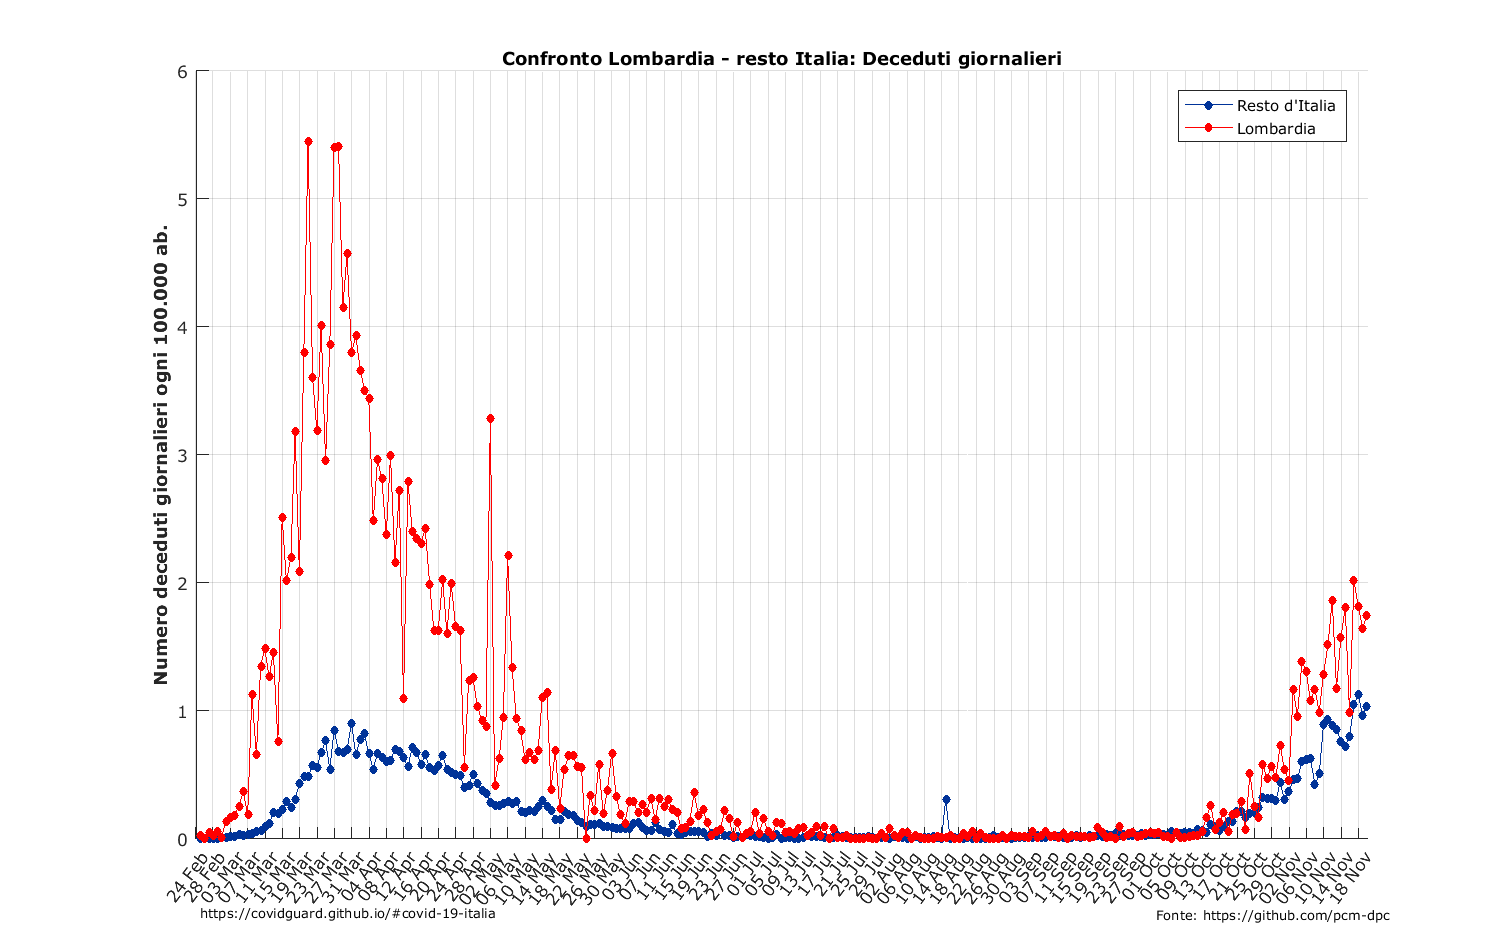 Confronto Lombardia - resto Italia: Deceduti giornalieri
Resto d'Italia
Lombardia
Numero deceduti giornalieri ogni 100.000 ab.
6
5
4
3
2
1
0
24 Feb
28 Feb
03 Mar
07 Mar
11 Mar
15 Mar
19 Mar
23 Mar
27 Mar
31 Mar
04 Apr
08 Apr
12 Apr
16 Apr
20 Apr
24 Apr
28 Apr
02 May
06 May
10 May
14 May
18 May
22 May
26 May
30 May
03 Jun
07 Jun
11 Jun
15 Jun
19 Jun
23 Jun
27 Jun
01 Jul
05 Jul
09 Jul
13 Jul
17 Jul
21 Jul
25 Jul
29 Jul
02 Aug
06 Aug
10 Aug
14 Aug
18 Aug
22 Aug
26 Aug
30 Aug
03 Sep
07 Sep
11 Sep
15 Sep
19 Sep
23 Sep
27 Sep
01 Oct
05 Oct
09 Oct
13 Oct
17 Oct
21 Oct
25 Oct
29 Oct
02 Nov
06 Nov
10 Nov
14 Nov
18 Nov
https://covidguard.github.io/#covid-19-italia
Fonte: https://github.com/pcm-dpc